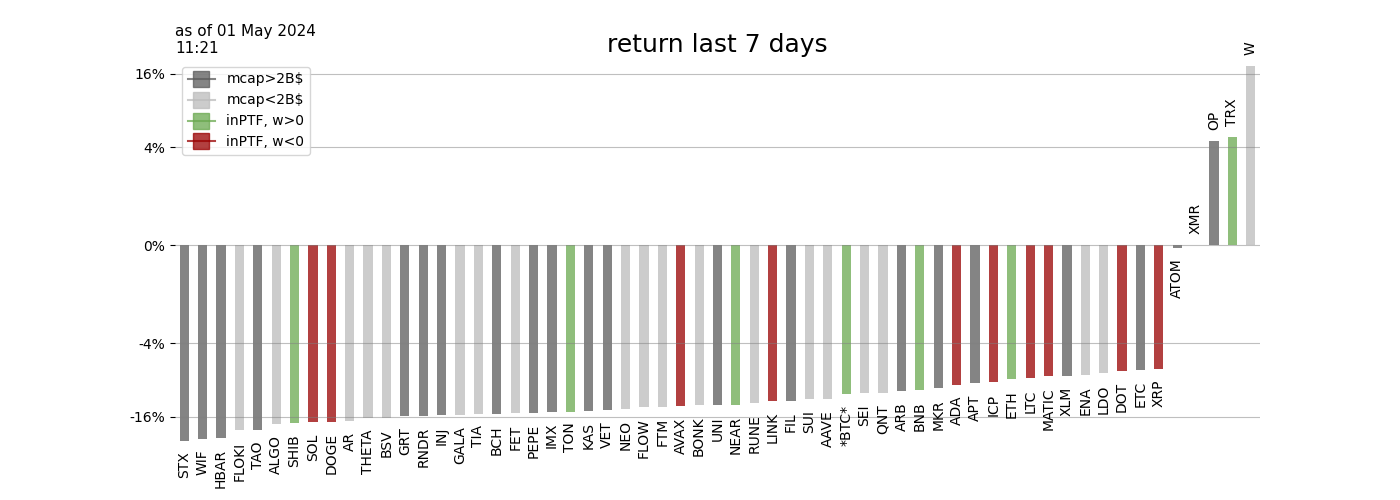 as of 01 May 2024
11:21
return last 7 days
mcap>2B$
mcap<2B$
inPTF, w>0
inPTF, w<0
16%
4%
0%
-4%
-16%
STX
WIF
HBAR
FLOKI
TAO
ALGO
SHIB
SOL
DOGE
AR
THETA
BSV
GRT
RNDR
INJ
GALA
TIA
BCH
FET
PEPE
IMX
TON
KAS
VET
NEO
FLOW
FTM
AVAX
BONK
UNI
NEAR
RUNE
LINK
FIL
SUI
AAVE
*BTC*
SEI
QNT
ARB
BNB
MKR
ADA
APT
ICP
ETH
LTC
MATIC
XLM
ENA
LDO
DOT
ETC
XRP
ATOM
XMR
OP
TRX
W